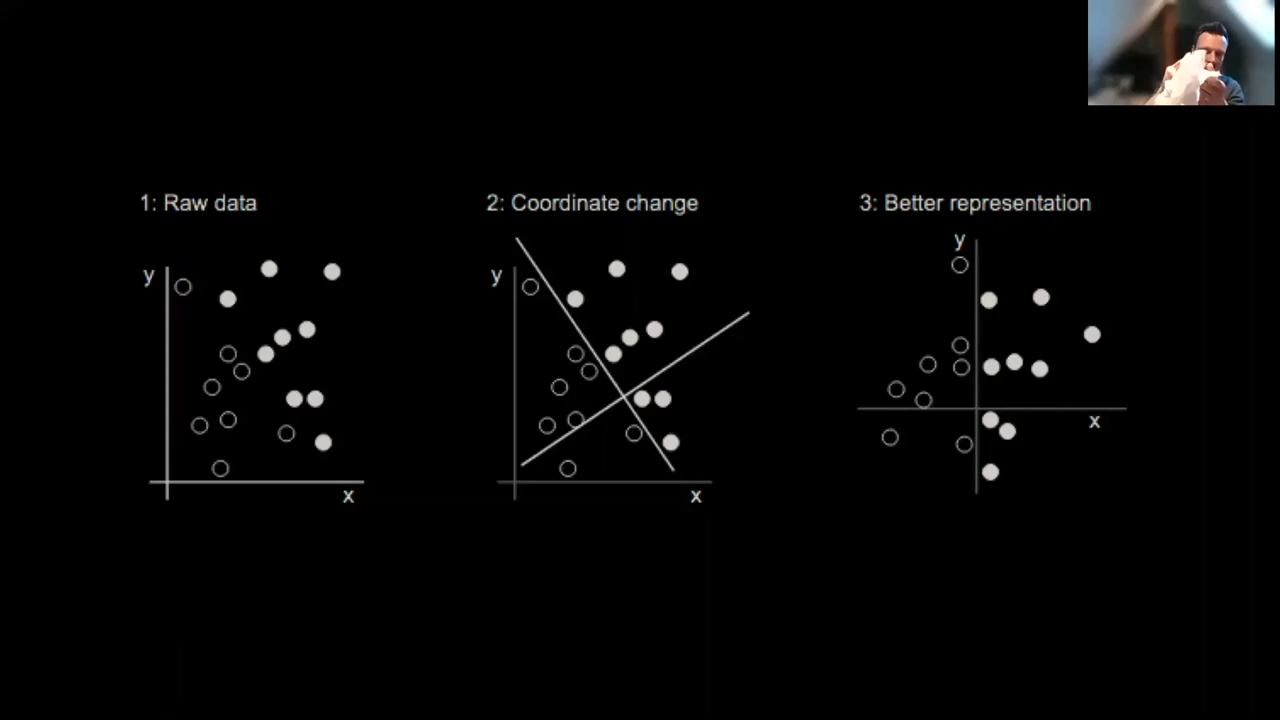 1: Raw data
2: Coordinate change
3: Better representation
y
x
y
x
y
x